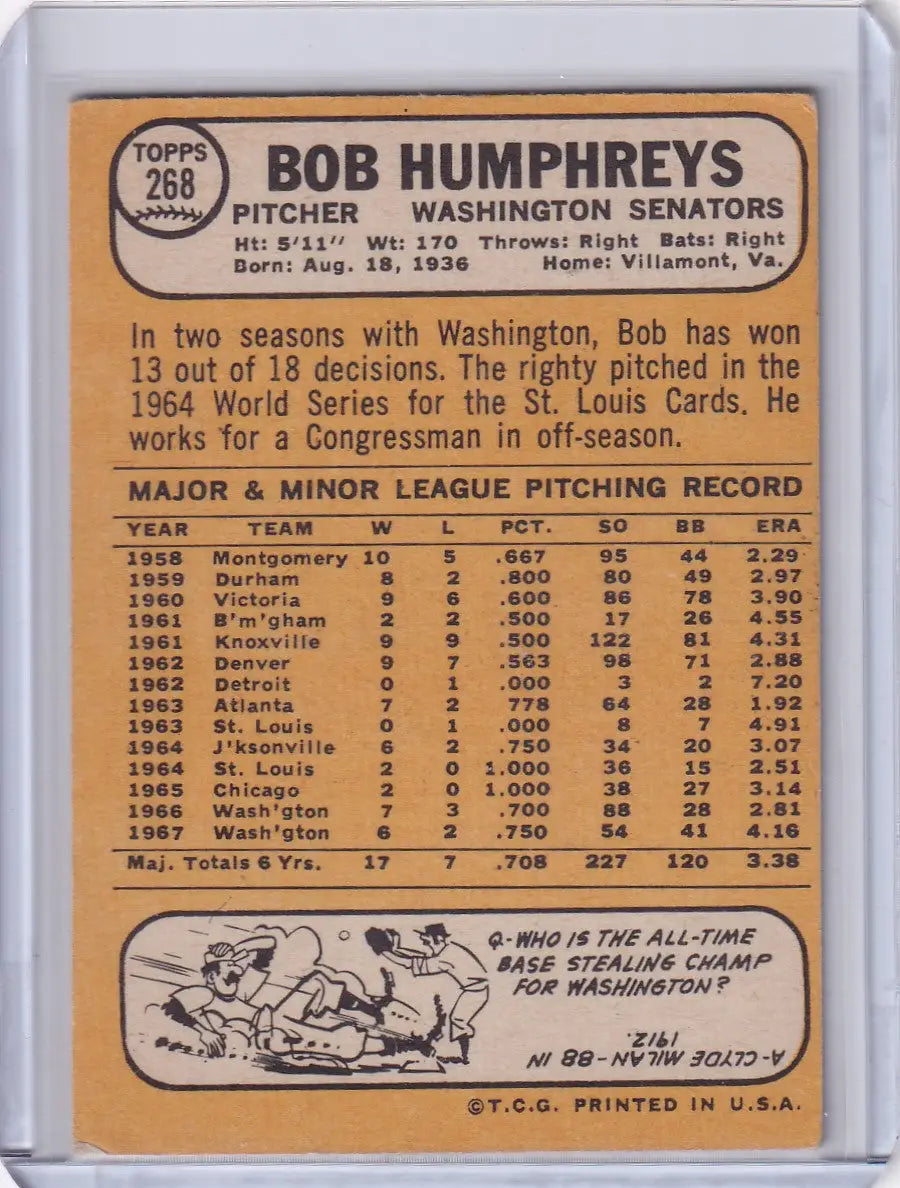 TOPPS
268
BOB HUMPHREYS
PITCHER WASHINGTON SENATORS
Ht: 5'11" Wt: 170 Throws: Right Bats: Right
Born: Aug. 18, 1936 Home: Villamont, Va.
In two seasons with Washington, Bob has won
13 out of 18 decisions. The righty pitched in the
1964 World Series for the St. Louis Cards. He
works for a Congressman in off-season.
MAJOR & MINOR LEAGUE PITCHING RECORD
YEAR TEAM W L PCT. SO BB ERA
1958 Montgomery 10 5 .667 95 44 2.29
1959 Durham 8 2 .800 80 49 2.97
1960 Victoria 9 6 .600 86 78 3.90
1961 B'm'gham 2 2 .500 17 26 4.55
1961 Knoxville 9 9 .500 122 81 4.31
1962 Denver 9 7 .563 98 71 2.88
1962 Detroit 0 1 .000 3 2 7.20
1963 Atlanta 7 2 778 64 28 1.92
1963 St. Louis 0 1 .000 8 7 4.91
1964 J'ksonville 6 2 .750 34 20 3.07
1964 St. Louis 2 0 1.000 36 15 2.51
1965 Chicago 2 0 1.000 38 27 3.14
1966 Wash'gton 7 3 .700 88 28 2.81
1967 Wash'gton 6 2 .750 54 41 4.16
Maj. Totals 6 Yrs. 17 7 .708 227 120 3.38
Q-WHO IS THE ALL-TIME
BASE STEALING CHAMP
FOR WASHINGTON?
A-CLYDE MILAN-88 IN
1912.
©T.C.G. PRINTED IN U.S.A.